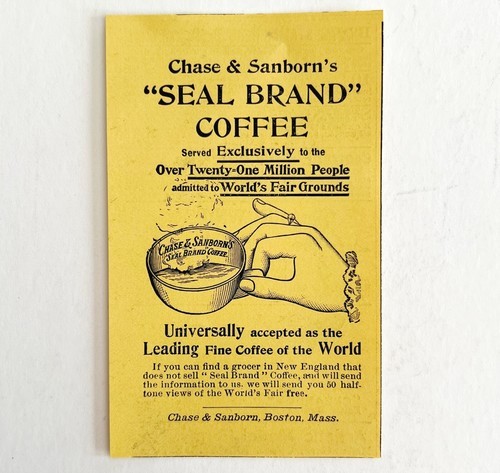 Chase & Sanborn's
"SEAL BRAND"
COFFEE
Served Exclusively to the
Over Twenty-One Million People
admitted to World's Fair Grounds
CHASE & SANBORN'S
"SEAL BRAND" COFFEE.
Universally accepted as the
Leading Fine Coffee of the World
If you can find a grocer in New England that
does not sell "Seal Brand" Coffee, and will send
the information to us, we will send you 50 half-
tone views of the World's Fair free.
Chase & Sanborn, Boston, Mass.